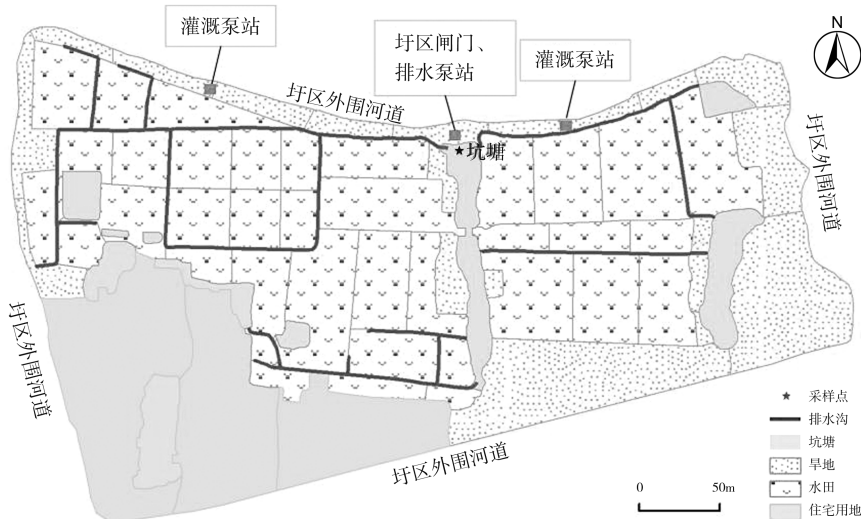 灌溉泵站
圩区闸门、
排水泵站
灌溉泵站
N
圩区外围河道
圩区外围河道
坑塘
圩区外围河道
圩区外围河道
采样点
排水沟
坑塘
旱地
水田
住宅用地
0 50m